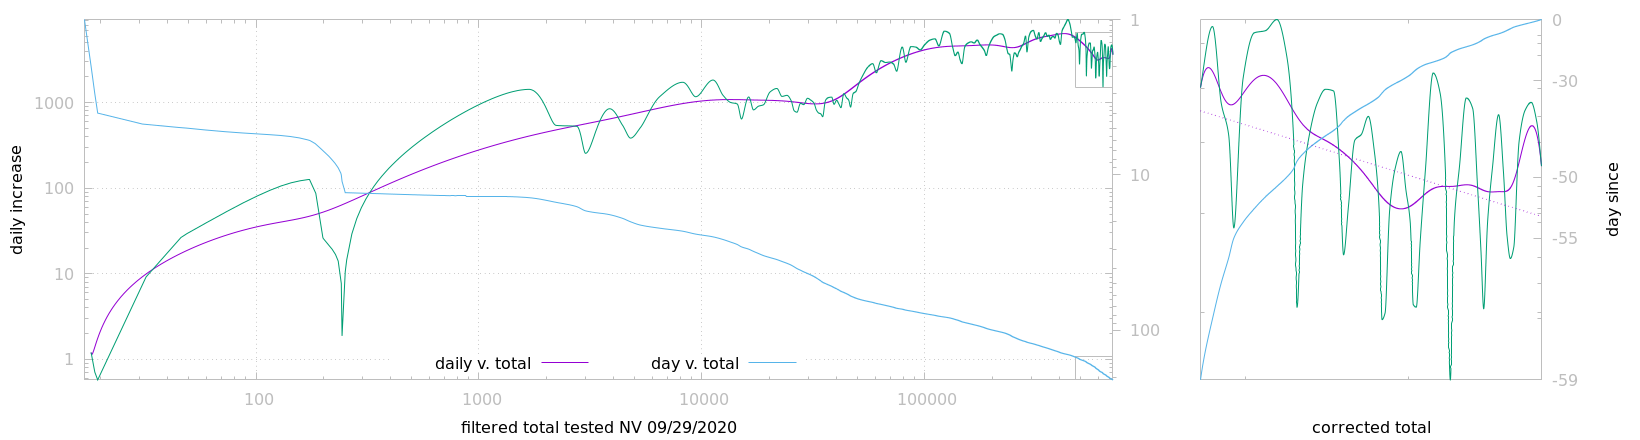 daily increase
1000
100
10
1
100
1000
10000
100000
filtered total tested NV 09/29/2020
daily v. total
day v. total
1
10
100
0
-30
-50
-55
-59
day since
corrected total